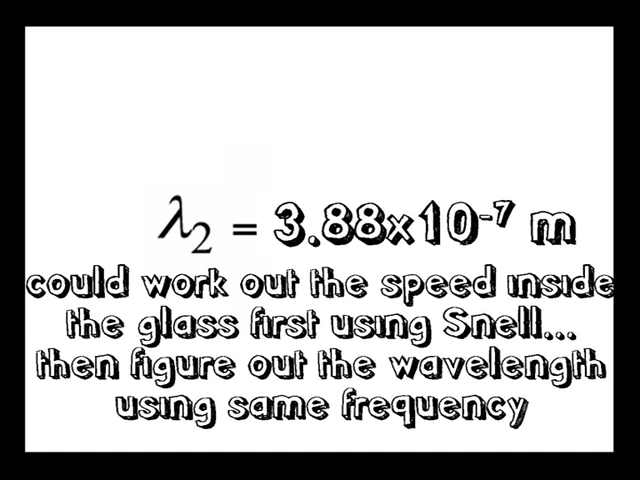 λ₂ = 3.88x10⁻⁷ m
could work out the speed inside
the glass first using Snell...
then figure out the wavelength
using same frequency